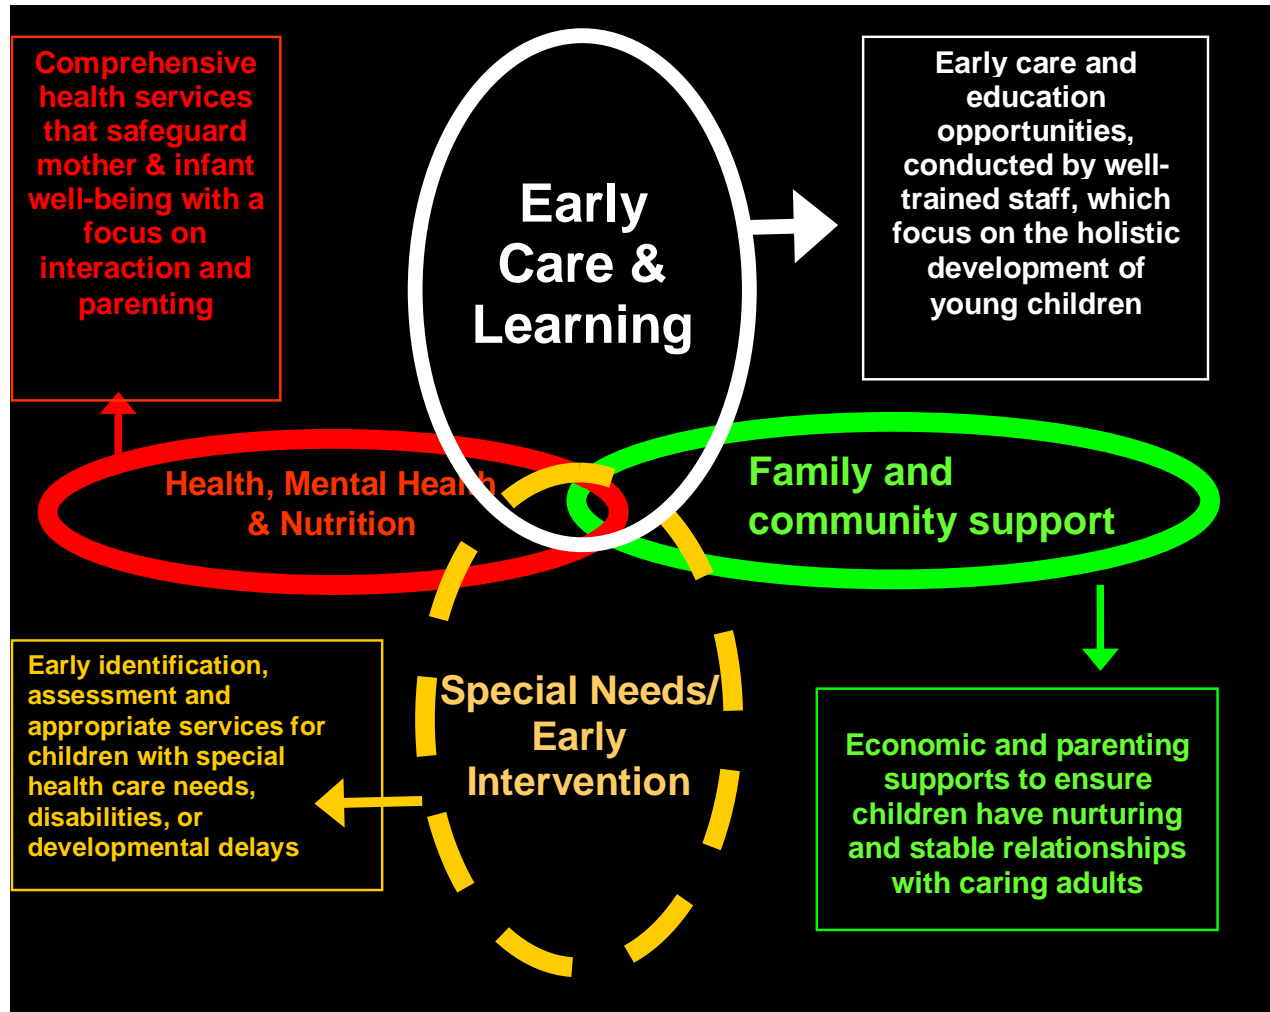 Comprehensive
health services
that safeguard
mother & infant
well-being with a
focus on
interaction and
parenting
Early
Care &
Learning
Early care and
education
opportunities,
conducted by well-
trained staff, which
focus on the holistic
development of
young children
Health, Mental Health
& Nutrition
Family and
community support
Early identification,
assessment and
appropriate services for
children with special
health care needs,
disabilities, or
developmental delays
Special Needs/
Early
Intervention
Economic and parenting
supports to ensure
children have nurturing
and stable relationships
with caring adults